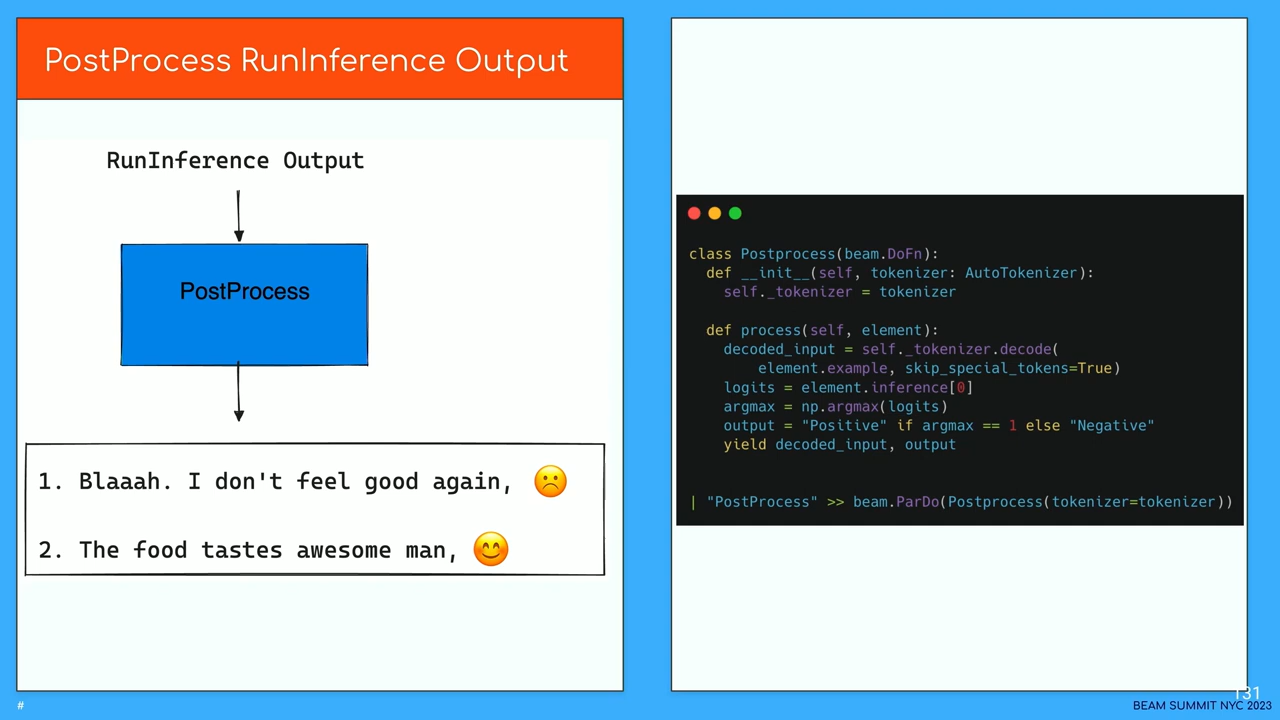 PostProcess RunInference Output
RunInference Output
PostProcess
1. Blaaah. I don't feel good again, ☹️
2. The food tastes awesome man, 😊
class Postprocess(beam.DoFn):
  def __init__(self, tokenizer: AutoTokenizer):
    self._tokenizer = tokenizer
  def process(self, element):
    decoded_input = self._tokenizer.decode(
        element.example, skip_special_tokens=True)
    logits = element.inference[0]
    argmax = np.argmax(logits)
    output = "Positive" if argmax == 1 else "Negative"
    yield decoded_input, output
| "PostProcess" >> beam.ParDo(Postprocess(tokenizer=tokenizer))
#
131
BEAM SUMMIT NYC 2023